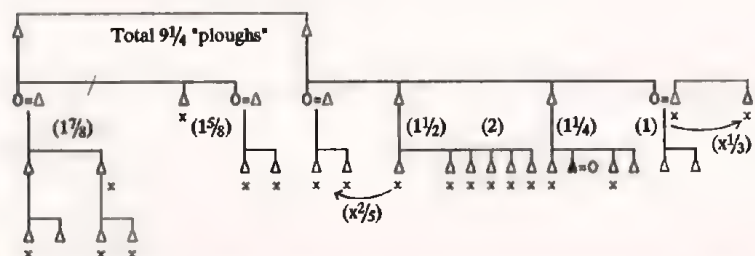 Total 9¼ "ploughs"
x x x
(1⅞) (1⅝) (1½) (2) (1¼) (1) (x⅓)
x x x x x x x x x x x x x
(x⅖)
x x x